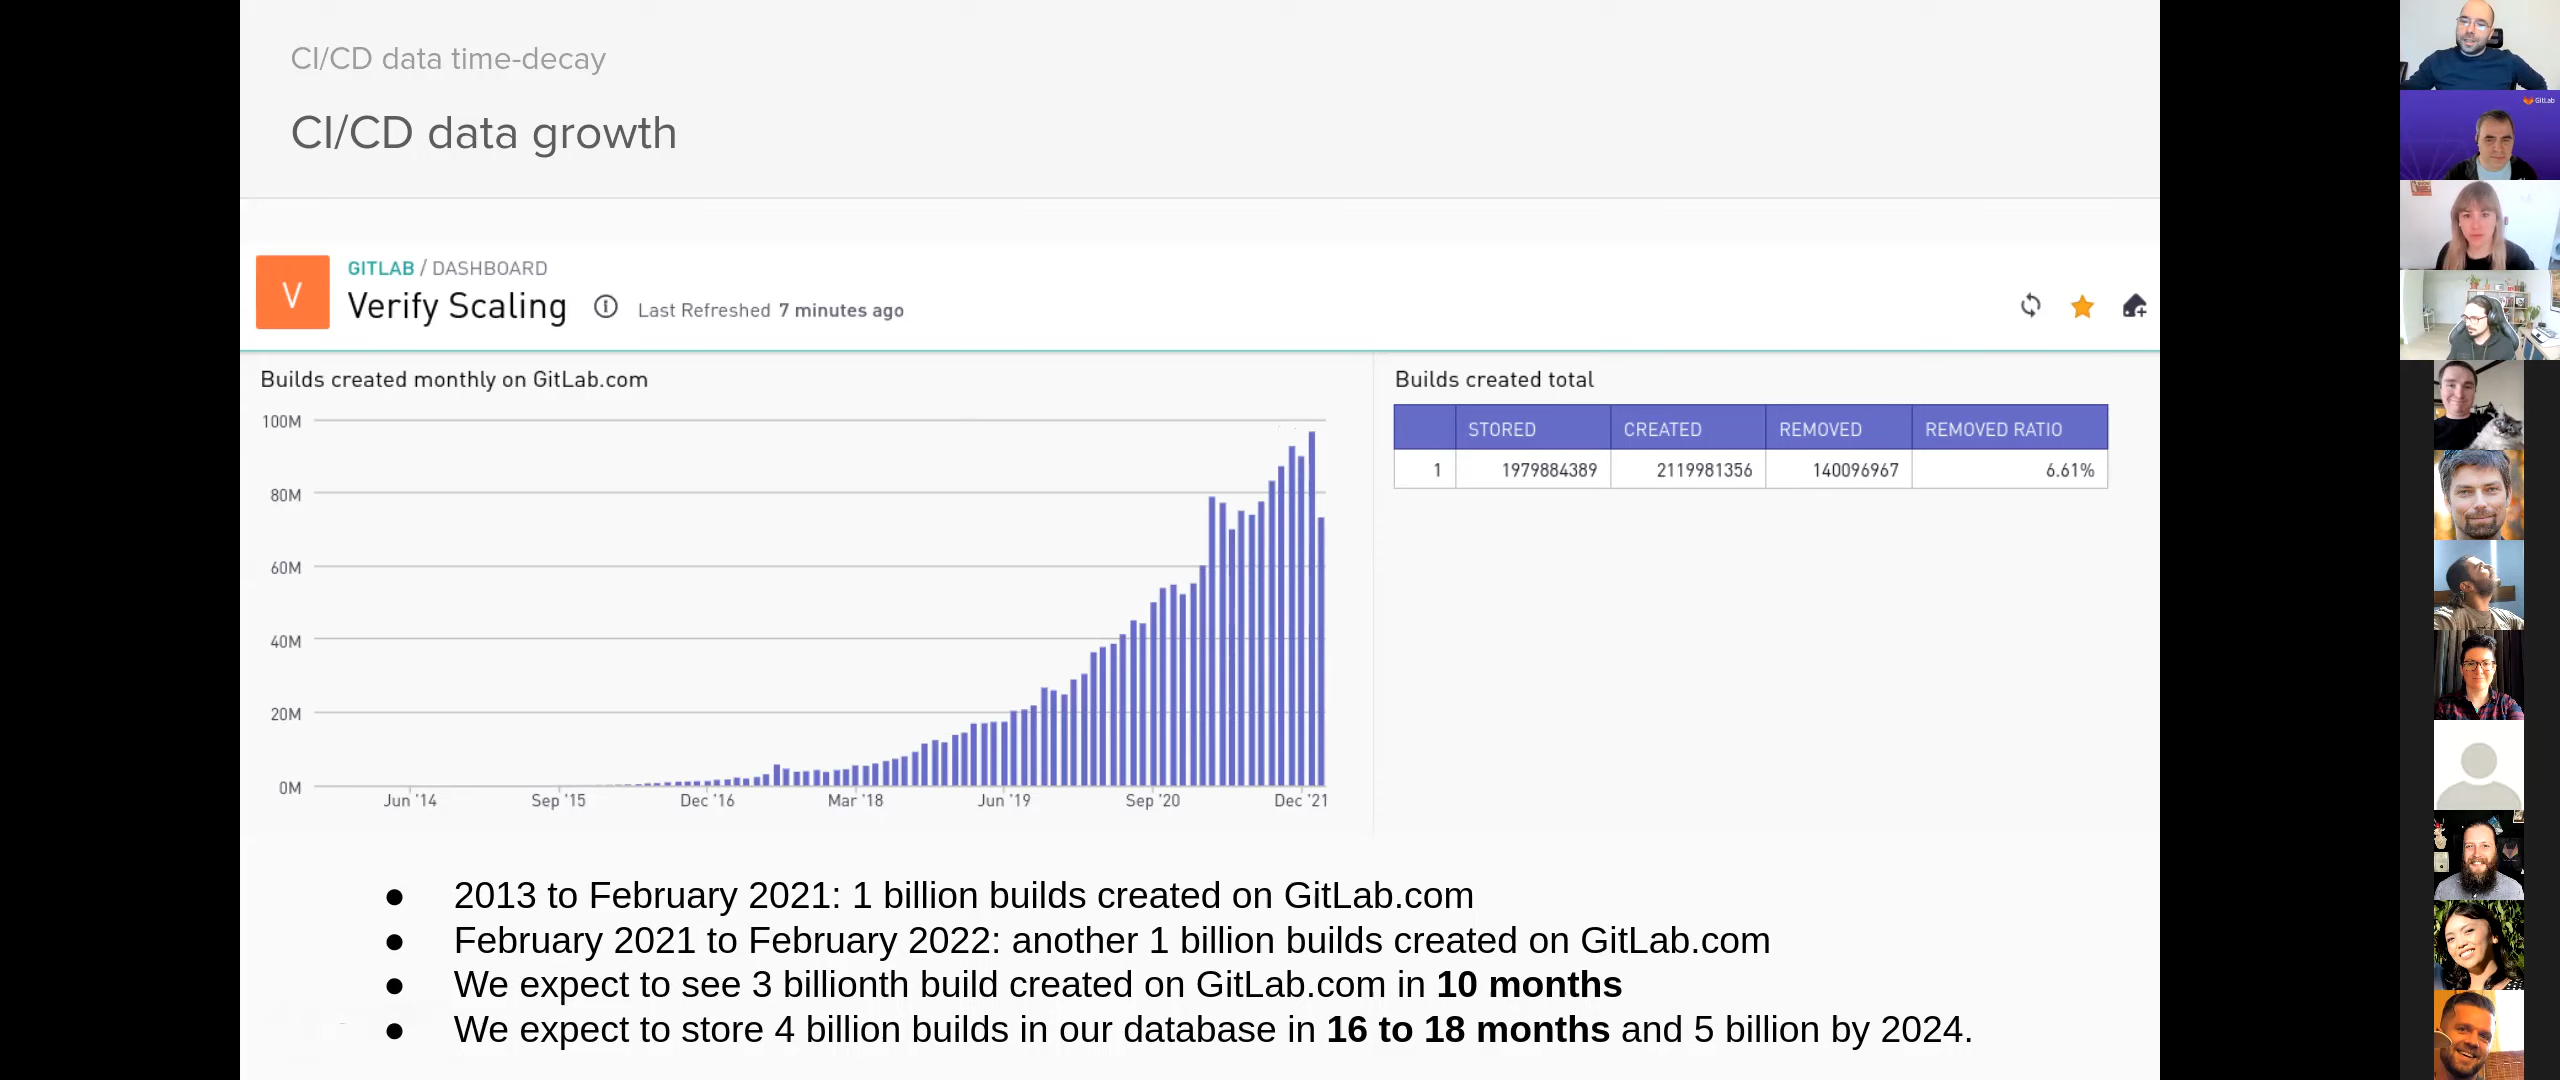 CI/CD data time-decay
CI/CD data growth
V
GITLAB / DASHBOARD
Verify Scaling
Last Refreshed 7 minutes ago
Builds created monthly on GitLab.com
100M
80M
60M
40M
20M
0M
Jun '14 Sep '15 Dec '16 Mar '18 Jun '19 Sep '20 Dec '21
Builds created total
STORED CREATED REMOVED REMOVED RATIO
1 1979884389 2119981356 140096967 6.61%
● 2013 to February 2021: 1 billion builds created on GitLab.com
● February 2021 to February 2022: another 1 billion builds created on GitLab.com
● We expect to see 3 billionth build created on GitLab.com in 10 months
● We expect to store 4 billion builds in our database in 16 to 18 months and 5 billion by 2024.
GitLab